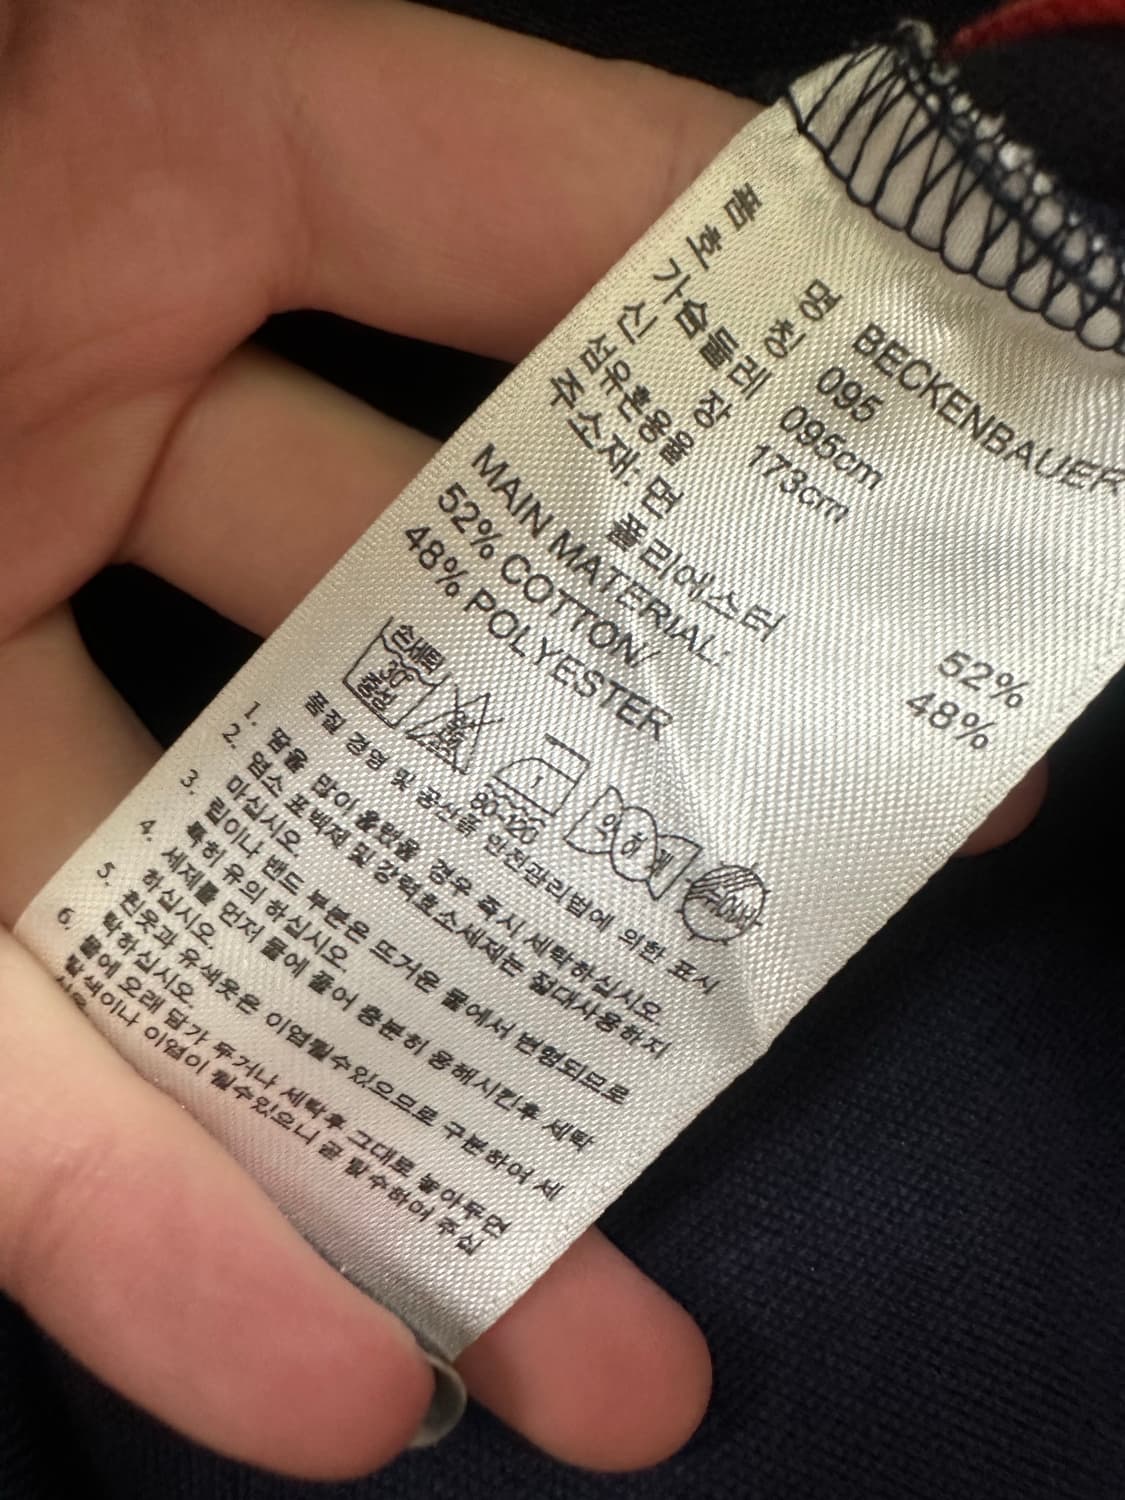 품 명 BECKENBAUER
호 칭 095
가슴둘레 095cm
신 장 173cm
섬유혼용율
주소재: 면 52%
폴리에스터 48%
MAIN MATERIAL:
52% COTTON/
48% POLYESTER
손세탁
30°
중성
80~120
품질 경영 및 공산품 안전관리법에 의한 표시
1. 땀을 많이 흘렸을 경우 즉시 세탁하십시오.
2. 염소 표백제 및 강력효소세제는 절대사용하지
마십시오.
3. 린이나 밴드 부분은 뜨거운 물에서 변형되므로
특히 유의 하십시오.
4. 세제를 먼저 물에 풀어 충분히 용해시킨후 세탁
하십시오.
5. 흰옷과 유색옷은 이염될수있으므로 구분하여 세
탁하십시오.
6. 물에 오래 담가 두거나 세탁후 그대로 놓아두면
탈색이나 이염이 될수있으니 곧 탈수하여 주십
시오